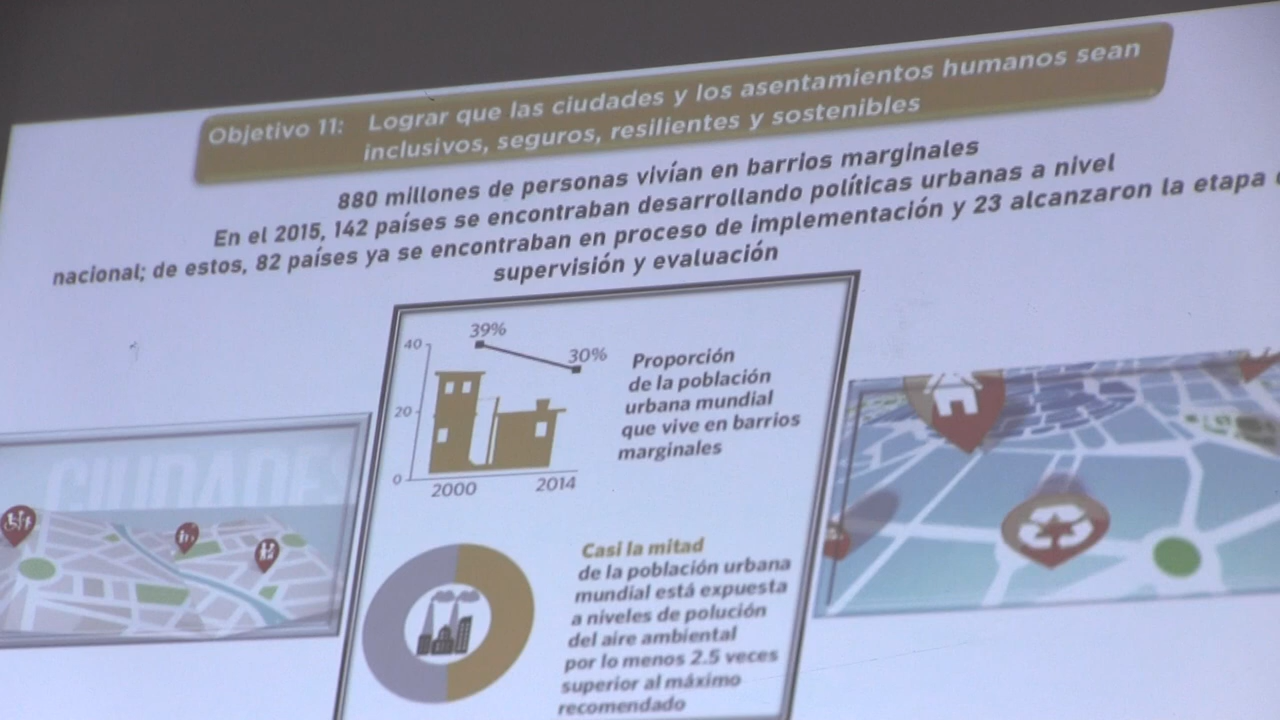 Objetivo 11: Lograr que las ciudades y los asentamientos humanos sean
inclusivos, seguros, resilientes y sostenibles
880 millones de personas vivían en barrios marginales
En el 2015, 142 países se encontraban desarrollando políticas urbanas a nivel
nacional; de estos, 82 países ya se encontraban en proceso de implementación y 23 alcanzaron la etapa
supervisión y evaluación
39%
40
30%
20
0
2000
2014
Proporción
de la población
urbana mundial
que vive en barrios
marginales
CIUDADES
Casi la mitad
de la población urbana
mundial está expuesta
a niveles de polución
del aire ambiental
por lo menos 2.5 veces
superior al máximo
recomendado